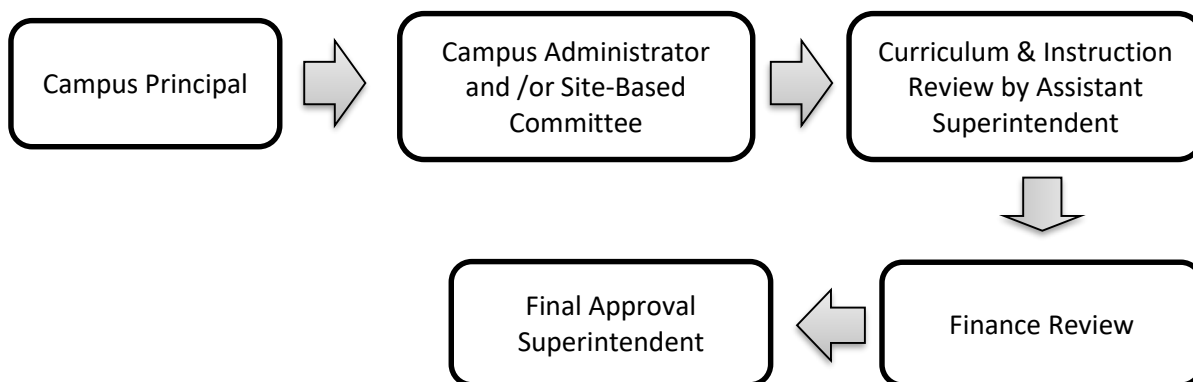 Campus Principal
Campus Administrator
and /or Site-Based
Committee
Curriculum & Instruction
Review by Assistant
Superintendent
Finance Review
Final Approval
Superintendent